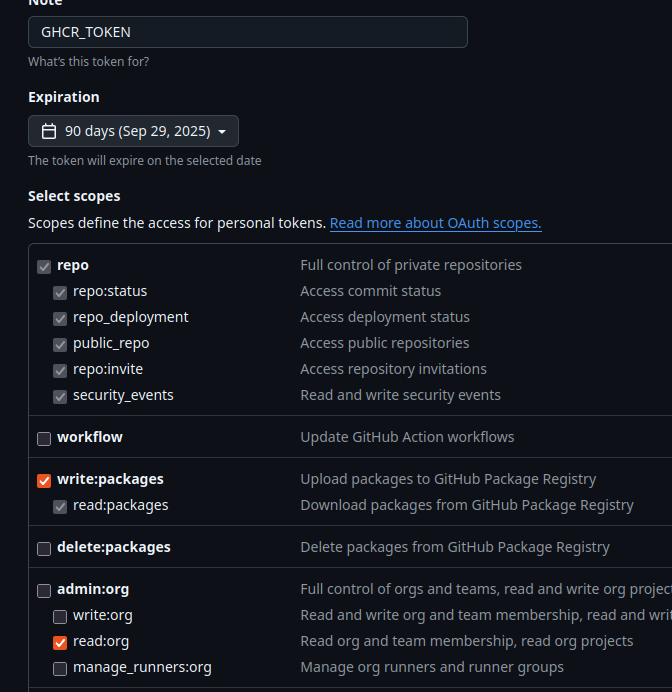 Note
GHCR_TOKEN
What's this token for?
Expiration
90 days (Sep 29, 2025)
The token will expire on the selected date
Select scopes
Scopes define the access for personal tokens. Read more about OAuth scopes.
repo Full control of private repositories
repo:status Access commit status
repo_deployment Access deployment status
public_repo Access public repositories
repo:invite Access repository invitations
security_events Read and write security events
workflow Update GitHub Action workflows
write:packages Upload packages to GitHub Package Registry
read:packages Download packages from GitHub Package Registry
delete:packages Delete packages from GitHub Package Registry
admin:org Full control of orgs and teams, read and write org
write:org Read and write org and team membership, read and
read:org Read org and team membership, read org projects
manage_runners:org Manage org runners and runner groups